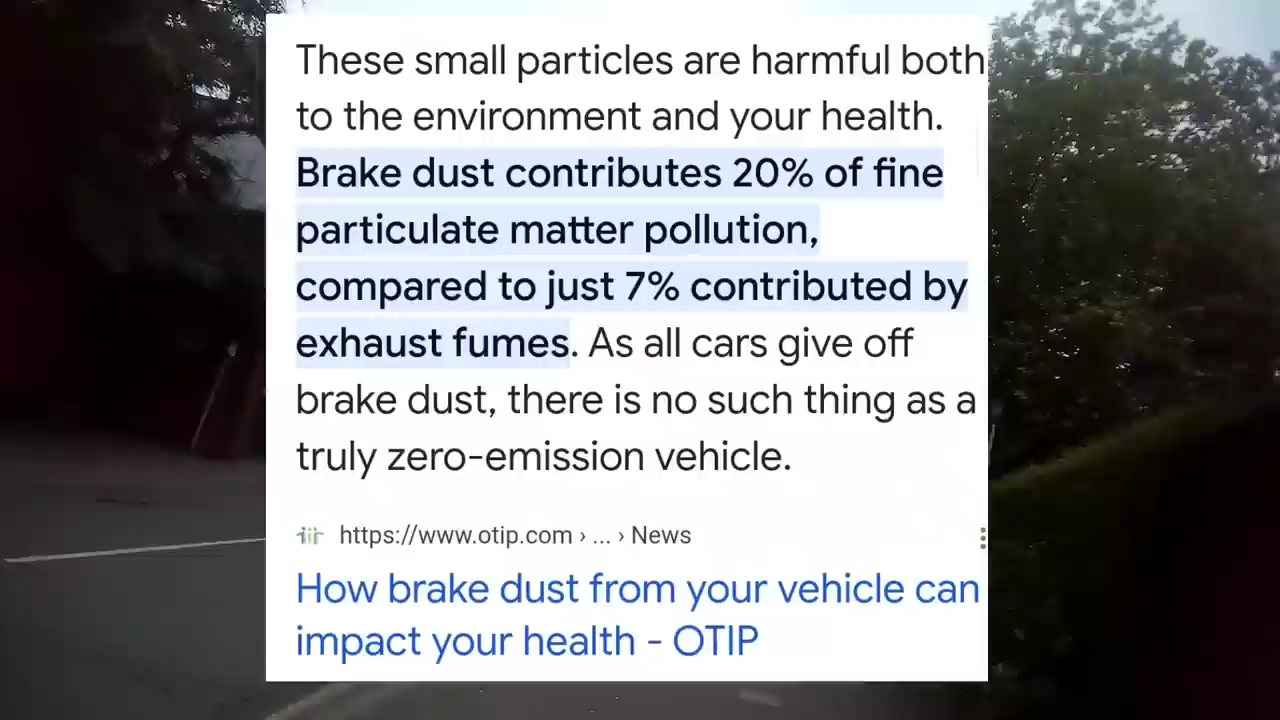 These small particles are harmful both
to the environment and your health.
Brake dust contributes 20% of fine
particulate matter pollution,
compared to just 7% contributed by
exhaust fumes. As all cars give off
brake dust, there is no such thing as a
truly zero-emission vehicle.
https://www.otip.com › ... › News
How brake dust from your vehicle can
impact your health - OTIP